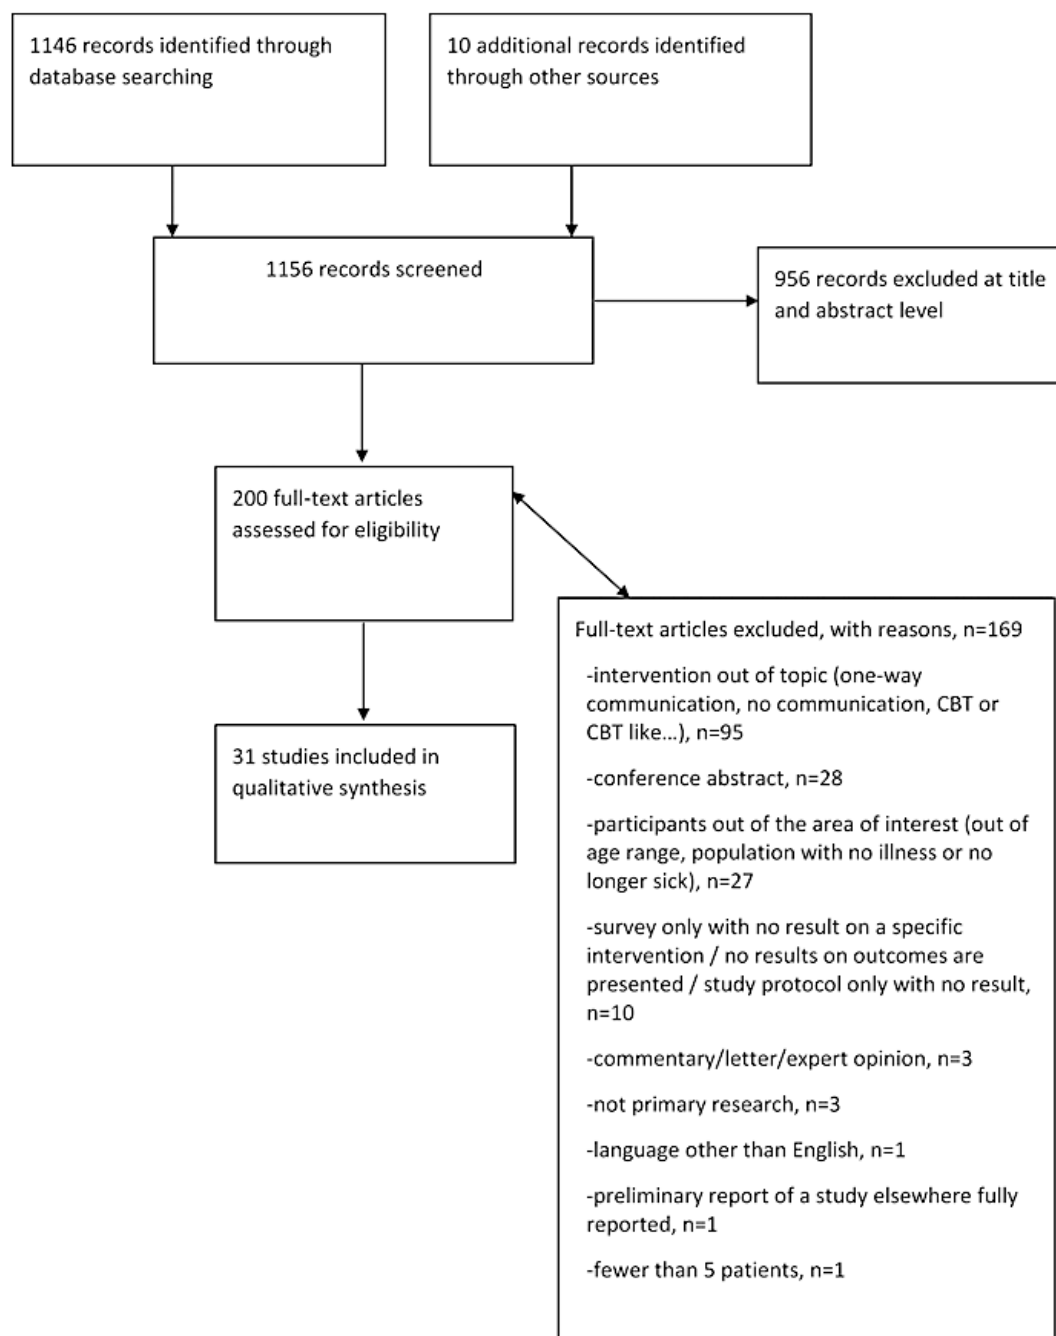 1146 records identified through
database searching
10 additional records identified
through other sources
1156 records screened
956 records excluded at title
and abstract level
200 full-text articles
assessed for eligibility
Full-text articles excluded, with reasons, n=169
-intervention out of topic (one-way
communication, no communication, CBT or
CBT like…), n=95
-conference abstract, n=28
-participants out of the area of interest (out of
age range, population with no illness or no
longer sick), n=27
-survey only with no result on a specific
intervention / no results on outcomes are
presented / study protocol only with no result,
n=10
-commentary/letter/expert opinion, n=3
-not primary research, n=3
-language other than English, n=1
-preliminary report of a study elsewhere fully
reported, n=1
-fewer than 5 patients, n=1
31 studies included in
qualitative synthesis